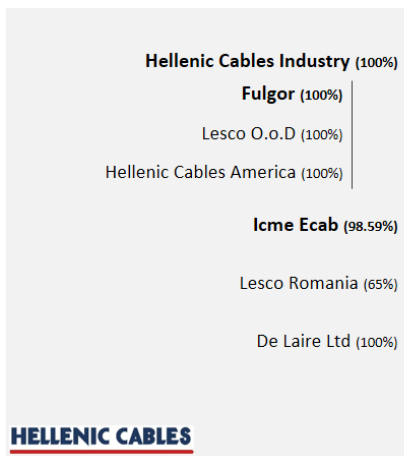 Hellenic Cables Industry (100%)
Fulgor (100%)
Lesco O.o.D (100%)
Hellenic Cables America (100%)
Icme Ecab (98.59%)
Lesco Romania (65%)
De Laire Ltd (100%)
HELLENIC CABLES